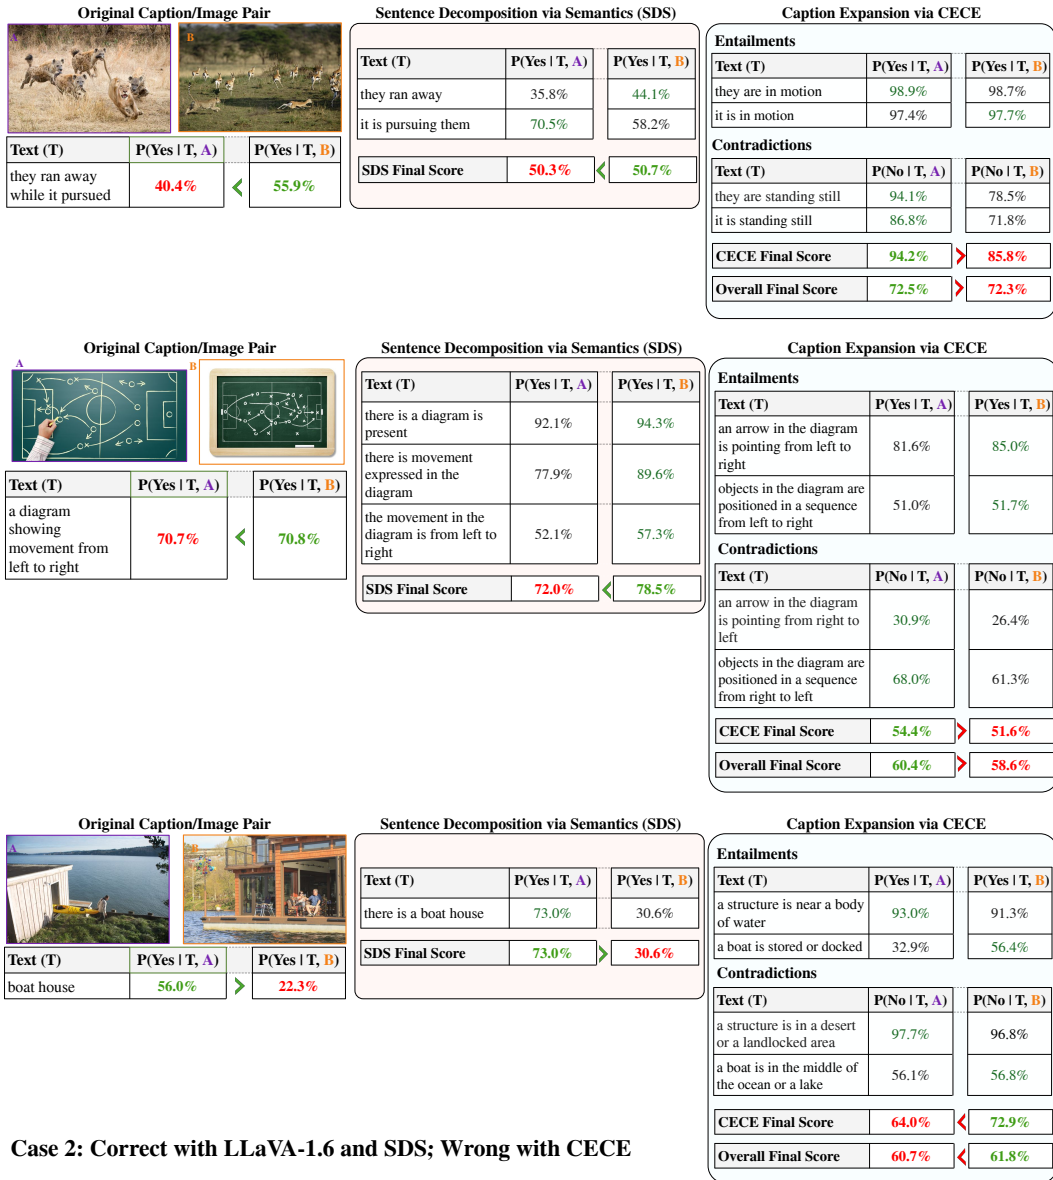 Original Caption/Image Pair
A
B
Text (T) P(Yes | T, A) P(Yes | T, B)
they ran away
while it pursued
40.4% < 55.9%
Sentence Decomposition via Semantics (SDS)
Text (T) P(Yes | T, A) P(Yes | T, B)
they ran away 35.8% 44.1%
it is pursuing them 70.5% 58.2%
SDS Final Score 50.3% < 50.7%
Caption Expansion via CECE
Entailments
Text (T) P(Yes | T, A) P(Yes | T, B)
they are in motion 98.9% 98.7%
it is in motion 97.4% 97.7%
Contradictions
Text (T) P(No | T, A) P(No | T, B)
they are standing still 94.1% 78.5%
it is standing still 86.8% 71.8%
CECE Final Score 94.2% > 85.8%
Overall Final Score 72.5% > 72.3%
Original Caption/Image Pair
A
B
Text (T) P(Yes | T, A) P(Yes | T, B)
a diagram
showing
movement from
left to right
70.7% < 70.8%
Sentence Decomposition via Semantics (SDS)
Text (T) P(Yes | T, A) P(Yes | T, B)
there is a diagram is
present
92.1% 94.3%
there is movement
expressed in the
diagram
77.9% 89.6%
the movement in the
diagram is from left to
right
52.1% 57.3%
SDS Final Score 72.0% < 78.5%
Caption Expansion via CECE
Entailments
Text (T) P(Yes | T, A) P(Yes | T, B)
an arrow in the diagram
is pointing from left to
right
81.6% 85.0%
objects in the diagram are
positioned in a sequence
from left to right
51.0% 51.7%
Contradictions
Text (T) P(No | T, A) P(No | T, B)
an arrow in the diagram
is pointing from right to
left
30.9% 26.4%
objects in the diagram are
positioned in a sequence
from right to left
68.0% 61.3%
CECE Final Score 54.4% > 51.6%
Overall Final Score 60.4% > 58.6%
Original Caption/Image Pair
A
B
Text (T) P(Yes | T, A) P(Yes | T, B)
boat house 56.0% > 22.3%
Sentence Decomposition via Semantics (SDS)
Text (T) P(Yes | T, A) P(Yes | T, B)
there is a boat house 73.0% 30.6%
SDS Final Score 73.0% > 30.6%
Caption Expansion via CECE
Entailments
Text (T) P(Yes | T, A) P(Yes | T, B)
a structure is near a body
of water
93.0% 91.3%
a boat is stored or docked 32.9% 56.4%
Contradictions
Text (T) P(No | T, A) P(No | T, B)
a structure is in a desert
or a landlocked area
97.7% 96.8%
a boat is in the middle of
the ocean or a lake
56.1% 56.8%
CECE Final Score 64.0% < 72.9%
Overall Final Score 60.7% < 61.8%
Case 2: Correct with LLaVA-1.6 and SDS; Wrong with CECE